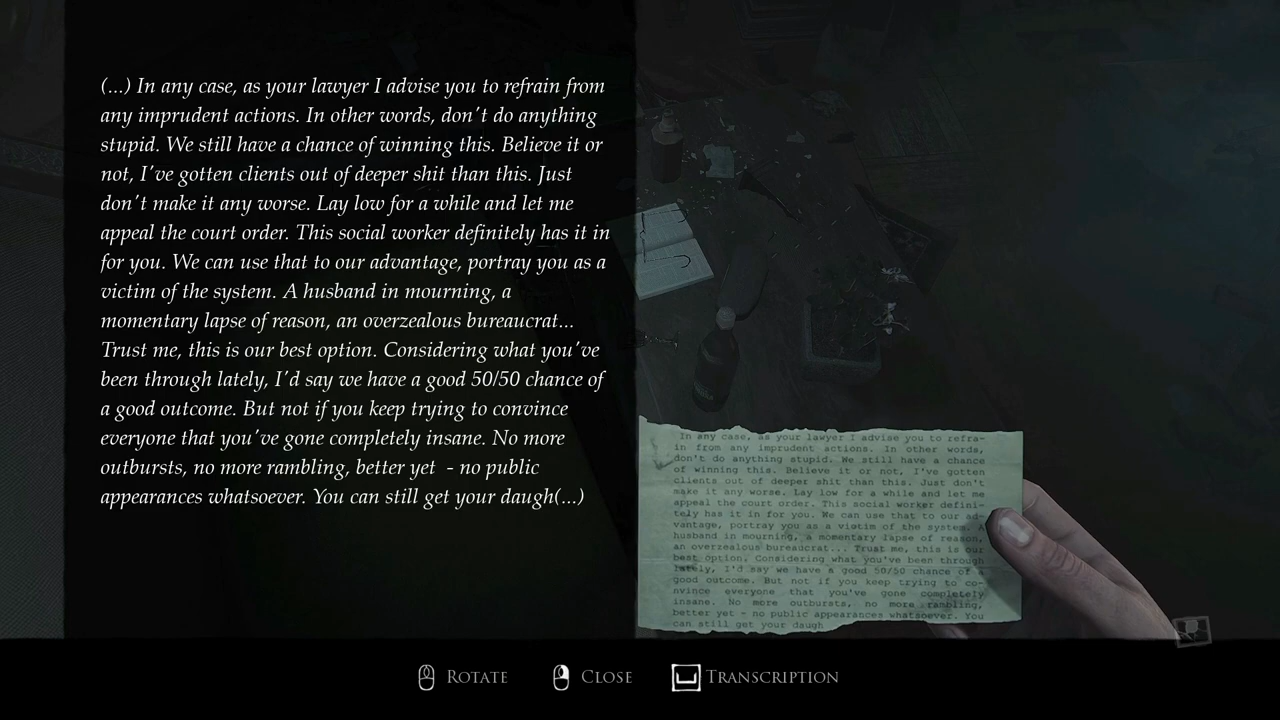 (...) In any case, as your lawyer I advise you to refrain from
any imprudent actions. In other words, don't do anything
stupid. We still have a chance of winning this. Believe it or
not, I've gotten clients out of deeper shit than this. Just
don't make it any worse. Lay low for a while and let me
appeal the court order. This social worker definitely has it in
for you. We can use that to our advantage, portray you as a
victim of the system. A husband in mourning, a
momentary lapse of reason, an overzealous bureaucrat...
Trust me, this is our best option. Considering what you've
been through lately, I'd say we have a good 50/50 chance of
a good outcome. But not if you keep trying to convince
everyone that you've gone completely insane. No more
outbursts, no more rambling, better yet  - no public
appearances whatsoever. You can still get your daugh(...)
In any case, as your lawyer I advise you to refra-
in from any imprudent actions. In other words,
don't do anything stupid. We still have a chance
of winning this. Believe it or not, I've gotten
clients out of deeper shit than this. Just don't
make it any worse. Lay low for a while and let me
appeal the court order. This social worker defini-
tely has it in for you. We can use that to our ad-
vantage, portray you as a victim of the system. A
husband in mourning, a momentary lapse of reason,
an overzealous bureaucrat... Trust me, this is our
best option. Considering what you've been through
lately, I'd say we have a good 50/50 chance of a
good outcome. But not if you keep trying to co-
nvince everyone that you've gone completely
insane. No more outbursts, no more rambling,
better yet - no public appearances whatsoever. You
can still get your daugh
Rotate
Close
Transcription